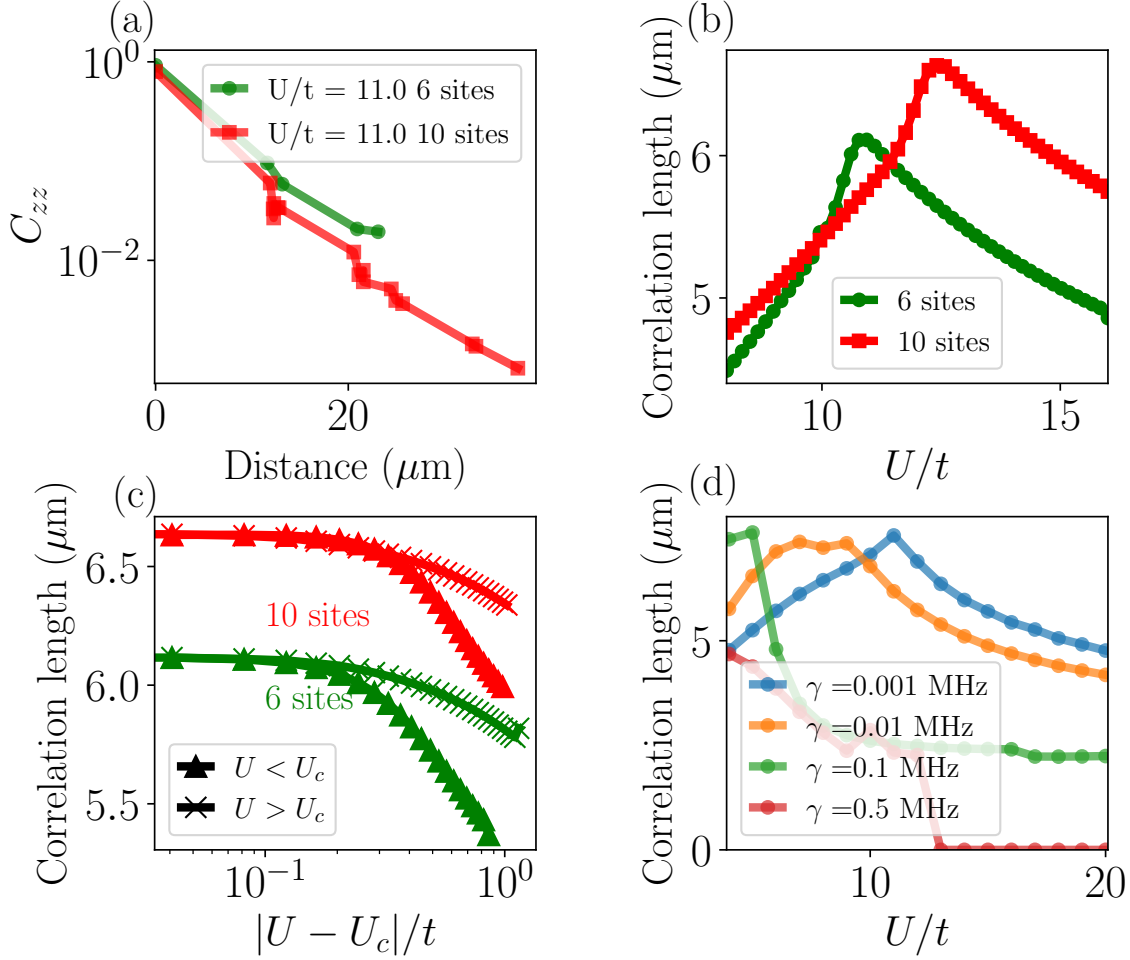 (a)
10^0
10^{-2}
C_{zz}
U/t = 11.0 6 sites
U/t = 11.0 10 sites
0
20
Distance (μm)
(b)
6
5
Correlation length (μm)
6 sites
10 sites
10
15
U/t
(c)
6.5
6.0
5.5
Correlation length (μm)
10 sites
6 sites
U < U_c
U > U_c
10^{-1}
10^0
|U − U_c|/t
(d)
5
0
Correlation length (μm)
γ =0.001 MHz
γ =0.01 MHz
γ =0.1 MHz
γ =0.5 MHz
10
20
U/t